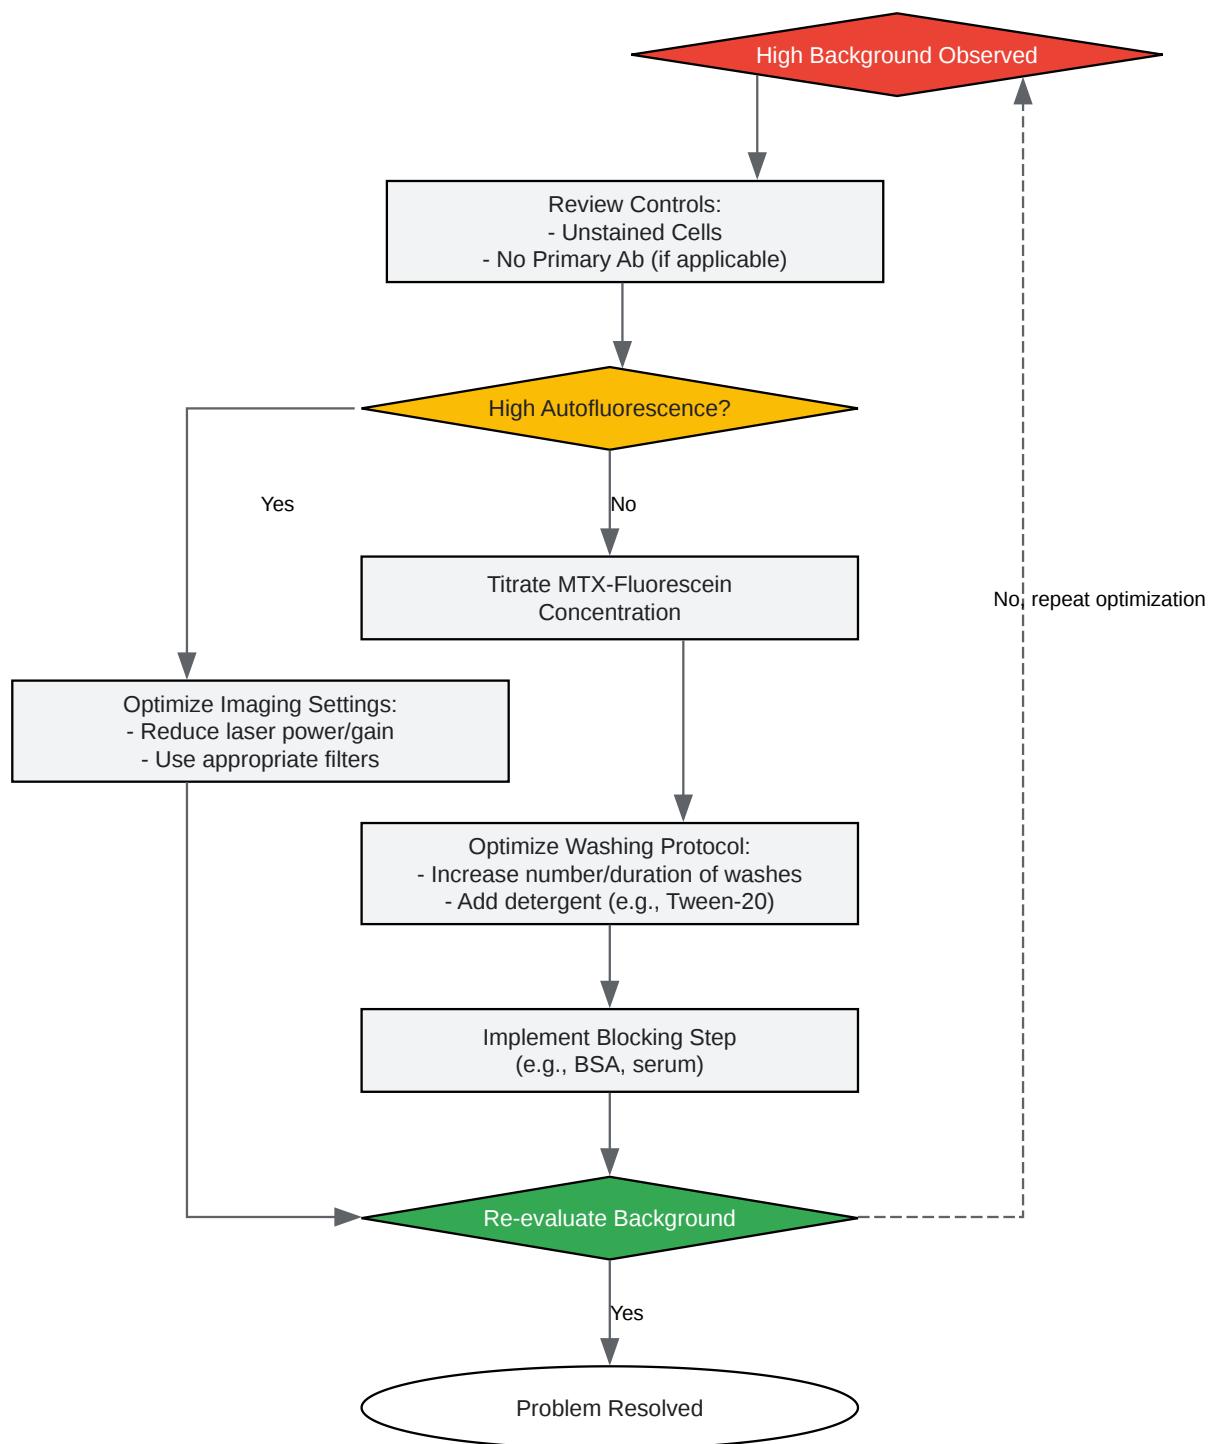 High Background Observed
Review Controls:
- Unstained Cells
- No Primary Ab (if applicable)
High Autofluorescence?
Yes
No
Titrate MTX-Fluorescein
Concentration
No, repeat optimization
Optimize Imaging Settings:
- Reduce laser power/gain
- Use appropriate filters
Optimize Washing Protocol:
- Increase number/duration of washes
- Add detergent (e.g., Tween-20)
Implement Blocking Step
(e.g., BSA, serum)
Re-evaluate Background
Yes
Problem Resolved